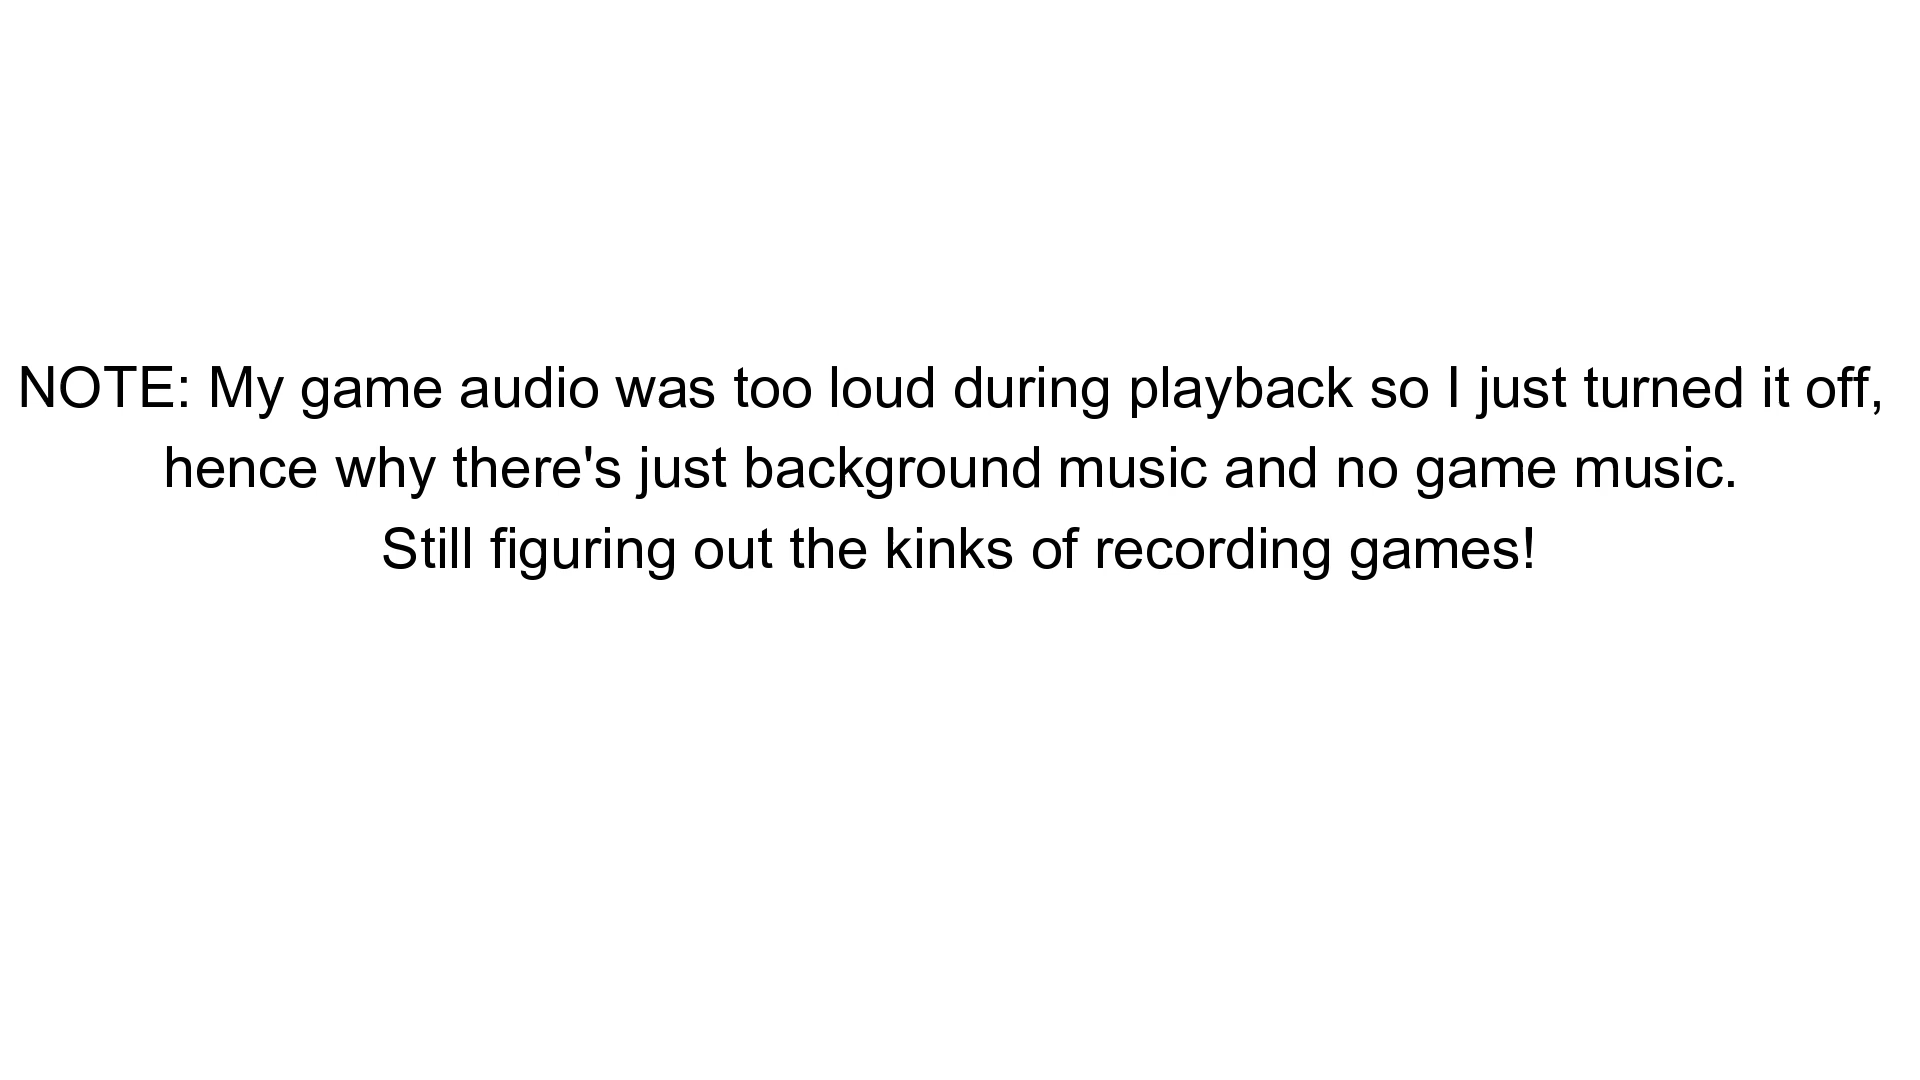 NOTE: My game audio was too loud during playback so I just turned it off,
hence why there's just background music and no game music.
Still figuring out the kinks of recording games!